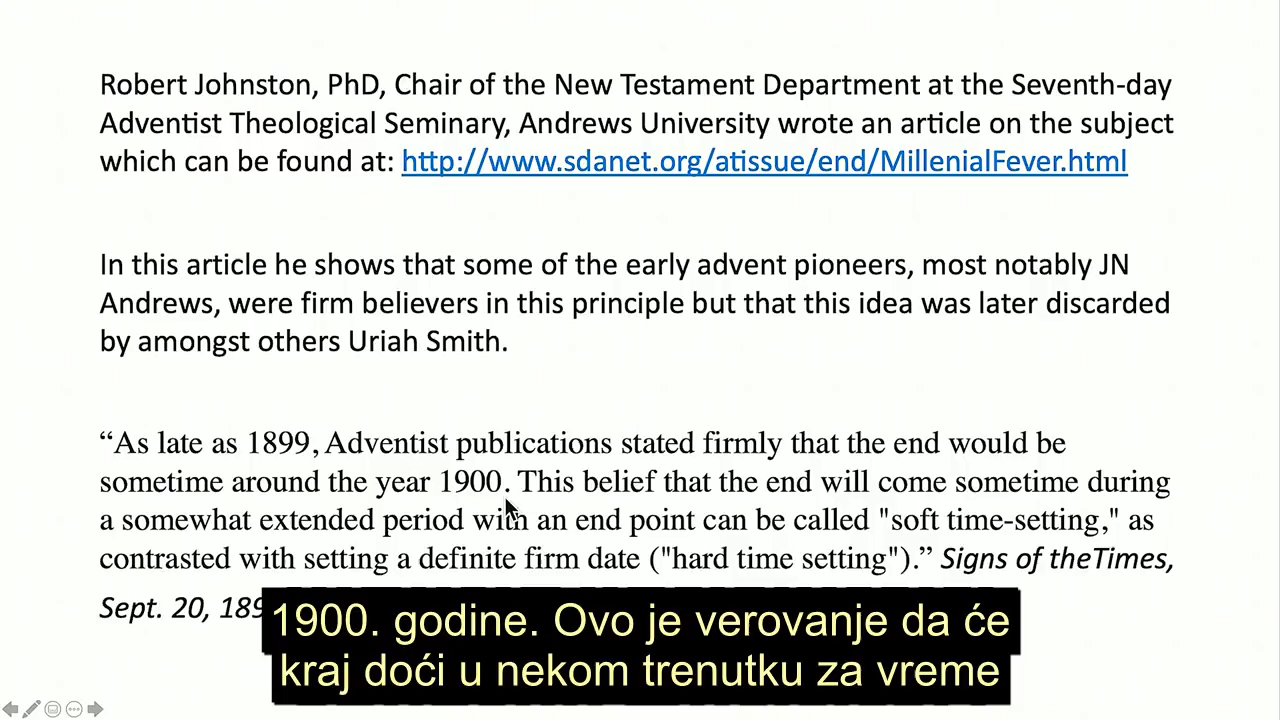 Robert Johnston, PhD, Chair of the New Testament Department at the Seventh-day
Adventist Theological Seminary, Andrews University wrote an article on the subject
which can be found at: http://www.sdanet.org/atissue/end/MillenialFever.html
In this article he shows that some of the early advent pioneers, most notably JN
Andrews, were firm believers in this principle but that this idea was later discarded
by amongst others Uriah Smith.
“As late as 1899, Adventist publications stated firmly that the end would be
sometime around the year 1900. This belief that the end will come sometime during
a somewhat extended period with an end point can be called "soft time-setting," as
contrasted with setting a definite firm date ("hard time setting").” Signs of theTimes,
Sept. 20,
1900. godine. Ovo je verovanje da će
kraj doći u nekom trenutku za vreme